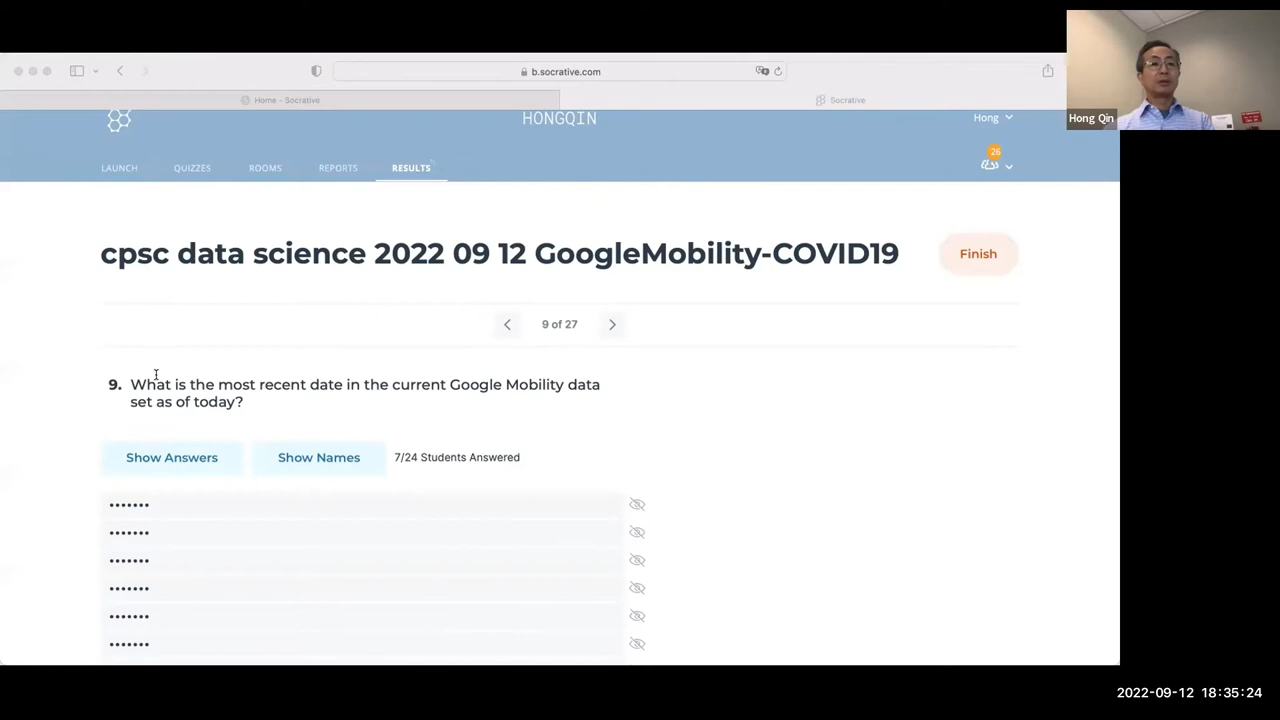 b.socrative.com
Home - Socrative
Socrative
Hong Qin
HONGQIN
Hong
LAUNCH
QUIZZES
ROOMS
REPORTS
RESULTS
26
cpsc data science 2022 09 12 GoogleMobility-COVID19
Finish
9 of 27
9. What is the most recent date in the current Google Mobility data
set as of today?
Show Answers
Show Names
7/24 Students Answered
•••••••
•••••••
•••••••
•••••••
•••••••
•••••••
2022-09-12 18:35:24